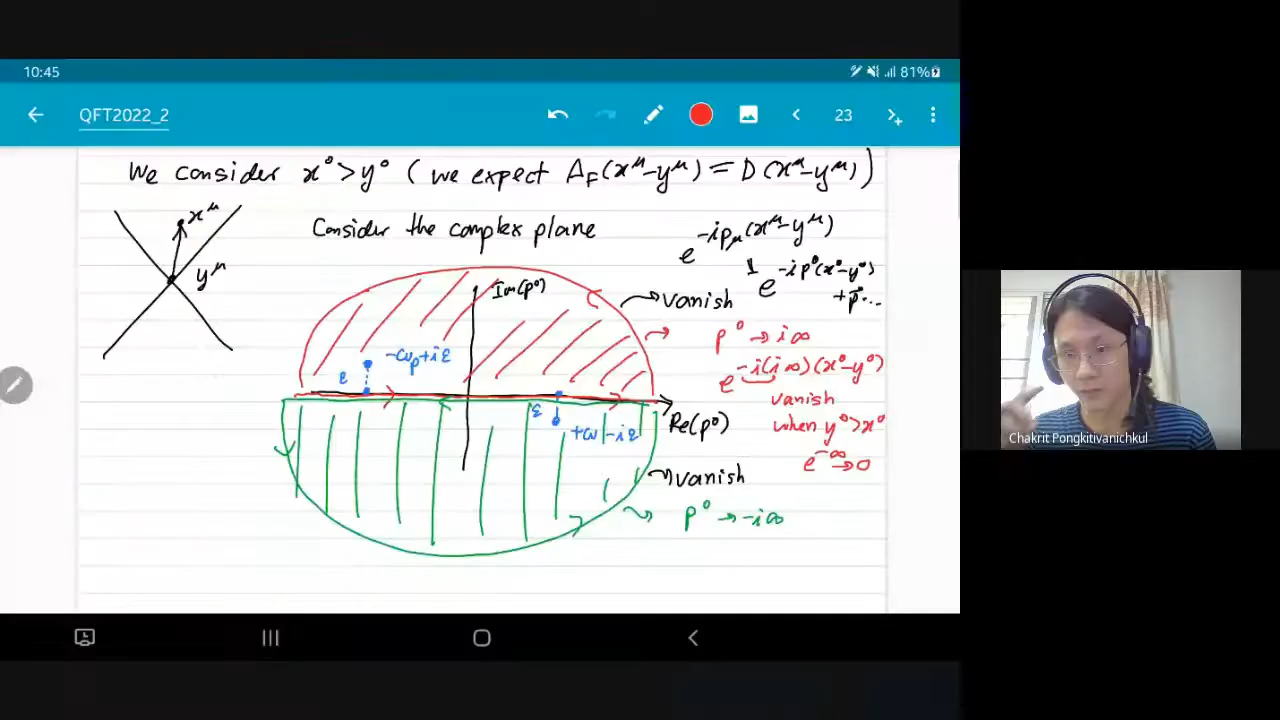 10:45
81%
QFT2022_2
23
We consider x⁰>y⁰ (we expect Δ_F(x^μ-y^μ) = D(x^μ-y^μ))
x^μ
y^μ
Consider the complex plane
e^{-ip_μ(x^μ-y^μ)}
e^{-ip⁰(x⁰-y⁰)
+p⃗...}
Im(p⁰)
vanish
p⁰ → i∞
-ω_p+iε
ε
e^{-i(i∞)(x⁰-y⁰)}
vanish
when y⁰>x⁰
e^{-∞}→0
Re(p⁰)
ε
+ω-iε
vanish
p⁰ → -i∞
Chakrit Pongkitivanichkul